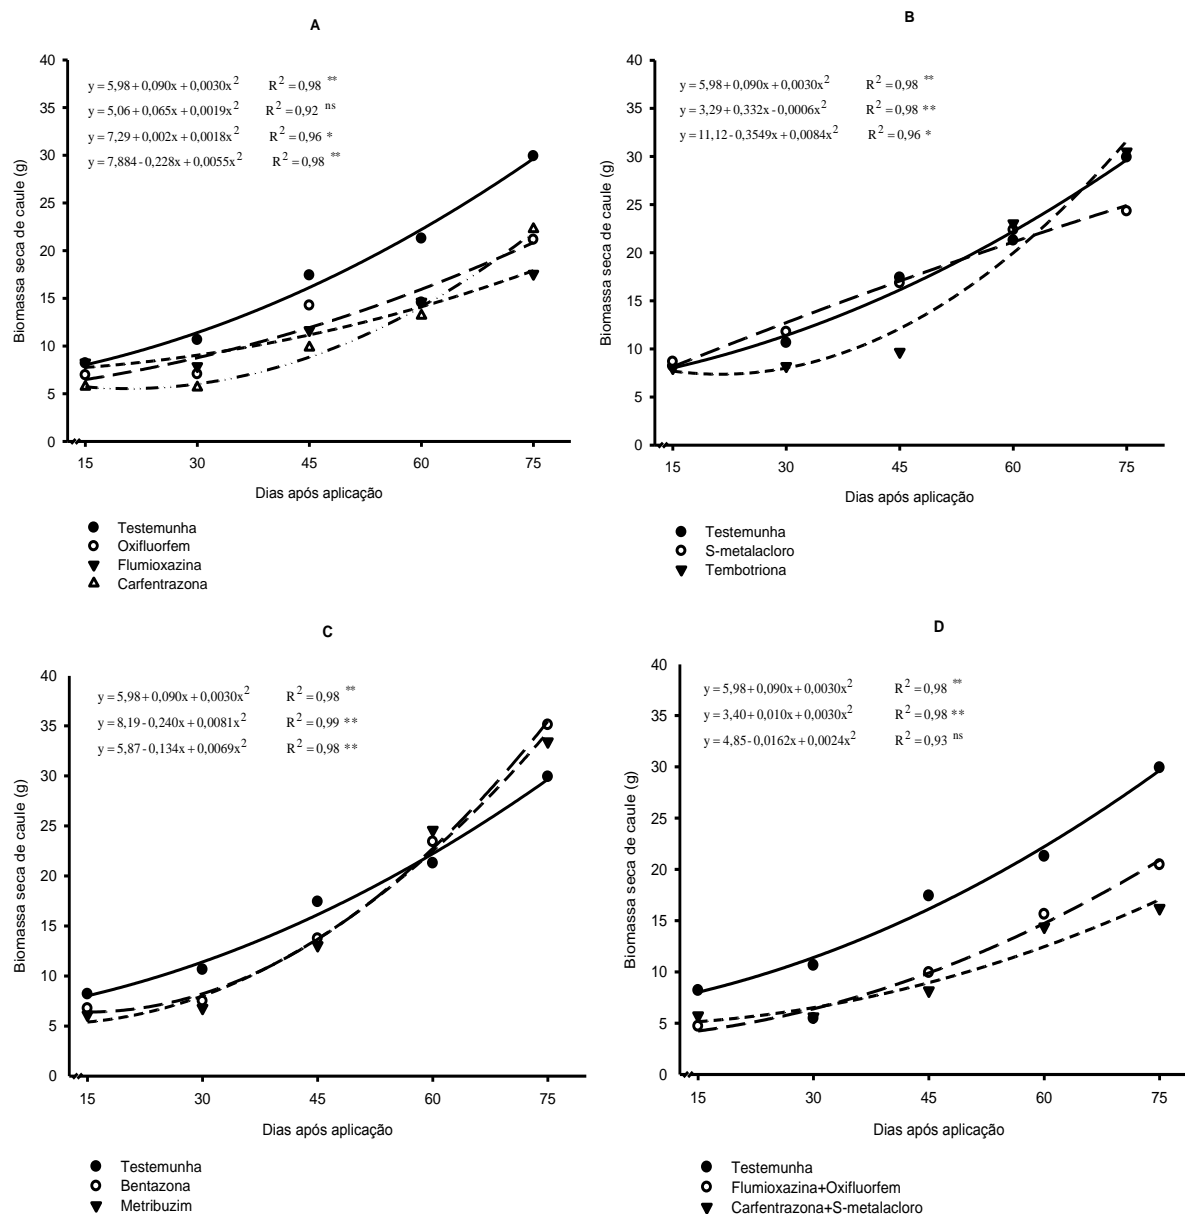 A
40
35
30
25
20
15
10
5
0
Biomassa seca de caule (g)
y = 5,98 + 0,090x + 0,0030x² R² = 0,98 **
y = 5,06 + 0,065x + 0,0019x² R² = 0,92 ns
y = 7,29 + 0,002x + 0,0018x² R² = 0,96 *
y = 7,884 - 0,228x + 0,0055x² R² = 0,98 **
15 30 45 60 75
Dias após aplicação
Testemunha
Oxifluorfem
Flumioxazina
Carfentrazona
B
40
35
30
25
20
15
10
5
0
Biomassa seca de caule (g)
y = 5,98 + 0,090x + 0,0030x² R² = 0,98 **
y = 3,29 + 0,332x - 0,0006x² R² = 0,98 **
y = 11,12 - 0,3549x + 0,0084x² R² = 0,96 *
15 30 45 60 75
Dias após aplicação
Testemunha
S-metalacloro
Tembotriona
C
40
35
30
25
20
15
10
5
0
Biomassa seca de caule (g)
y = 5,98 + 0,090x + 0,0030x² R² = 0,98 **
y = 8,19 - 0,240x + 0,0081x² R² = 0,99 **
y = 5,87 - 0,134x + 0,0069x² R² = 0,98 **
15 30 45 60 75
Dias após aplicação
Testemunha
Bentazona
Metribuzim
D
40
35
30
25
20
15
10
5
0
Biomassa seca de caule (g)
y = 5,98 + 0,090x + 0,0030x² R² = 0,98 **
y = 3,40 + 0,010x + 0,0030x² R² = 0,98 **
y = 4,85 - 0,0162x + 0,0024x² R² = 0,93 ns
15 30 45 60 75
Dias após aplicação
Testemunha
Flumioxazina+Oxifluorfem
Carfentrazona+S-metalacloro